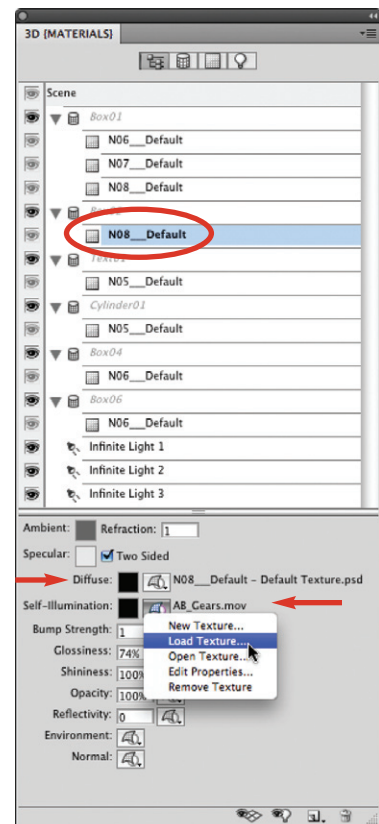 3D {MATERIALS}
Scene
Box01
N06__Default
N07__Default
N08__Default
N08__Default
N05__Default
Cylinder01
N05__Default
Box04
N06__Default
Box06
N06__Default
Infinite Light 1
Infinite Light 2
Infinite Light 3
Ambient: Refraction: 1
Specular: Two Sided
Diffuse: N08__Default - Default Texture.psd
Self-Illumination: AB_Gears.mov
Bump Strength: 1
New Texture...
Glossiness: 74%
Load Texture...
Open Texture...
Shininess: 100%
Edit Properties...
Opacity: 100%
Remove Texture
Reflectivity: 0
Environment:
Normal: